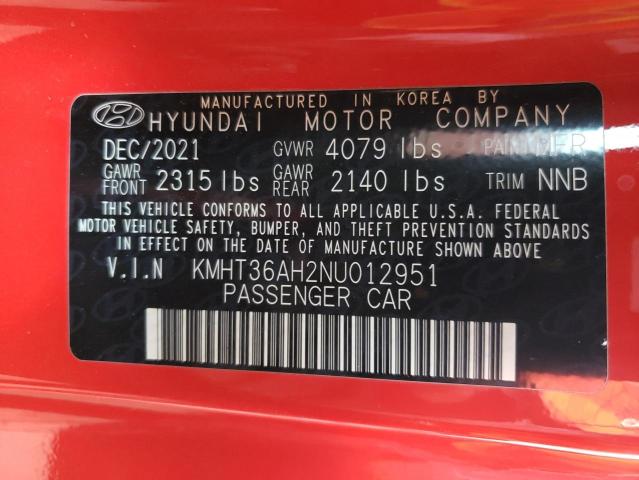 MANUFACTURED IN KOREA BY
HYUNDAI MOTOR COMPANY
DEC/2021 GVWR 4079 lbs PAINT MFR
GAWR FRONT 2315 lbs GAWR REAR 2140 lbs TRIM NNB
THIS VEHICLE CONFORMS TO ALL APPLICABLE U.S.A. FEDERAL
MOTOR VEHICLE SAFETY, BUMPER, AND THEFT PREVENTION
STANDARDS IN EFFECT ON THE DATE OF MANUFACTURE SHOWN ABOVE
V.I.N KMHT36AH2NU012951
PASSENGER CAR